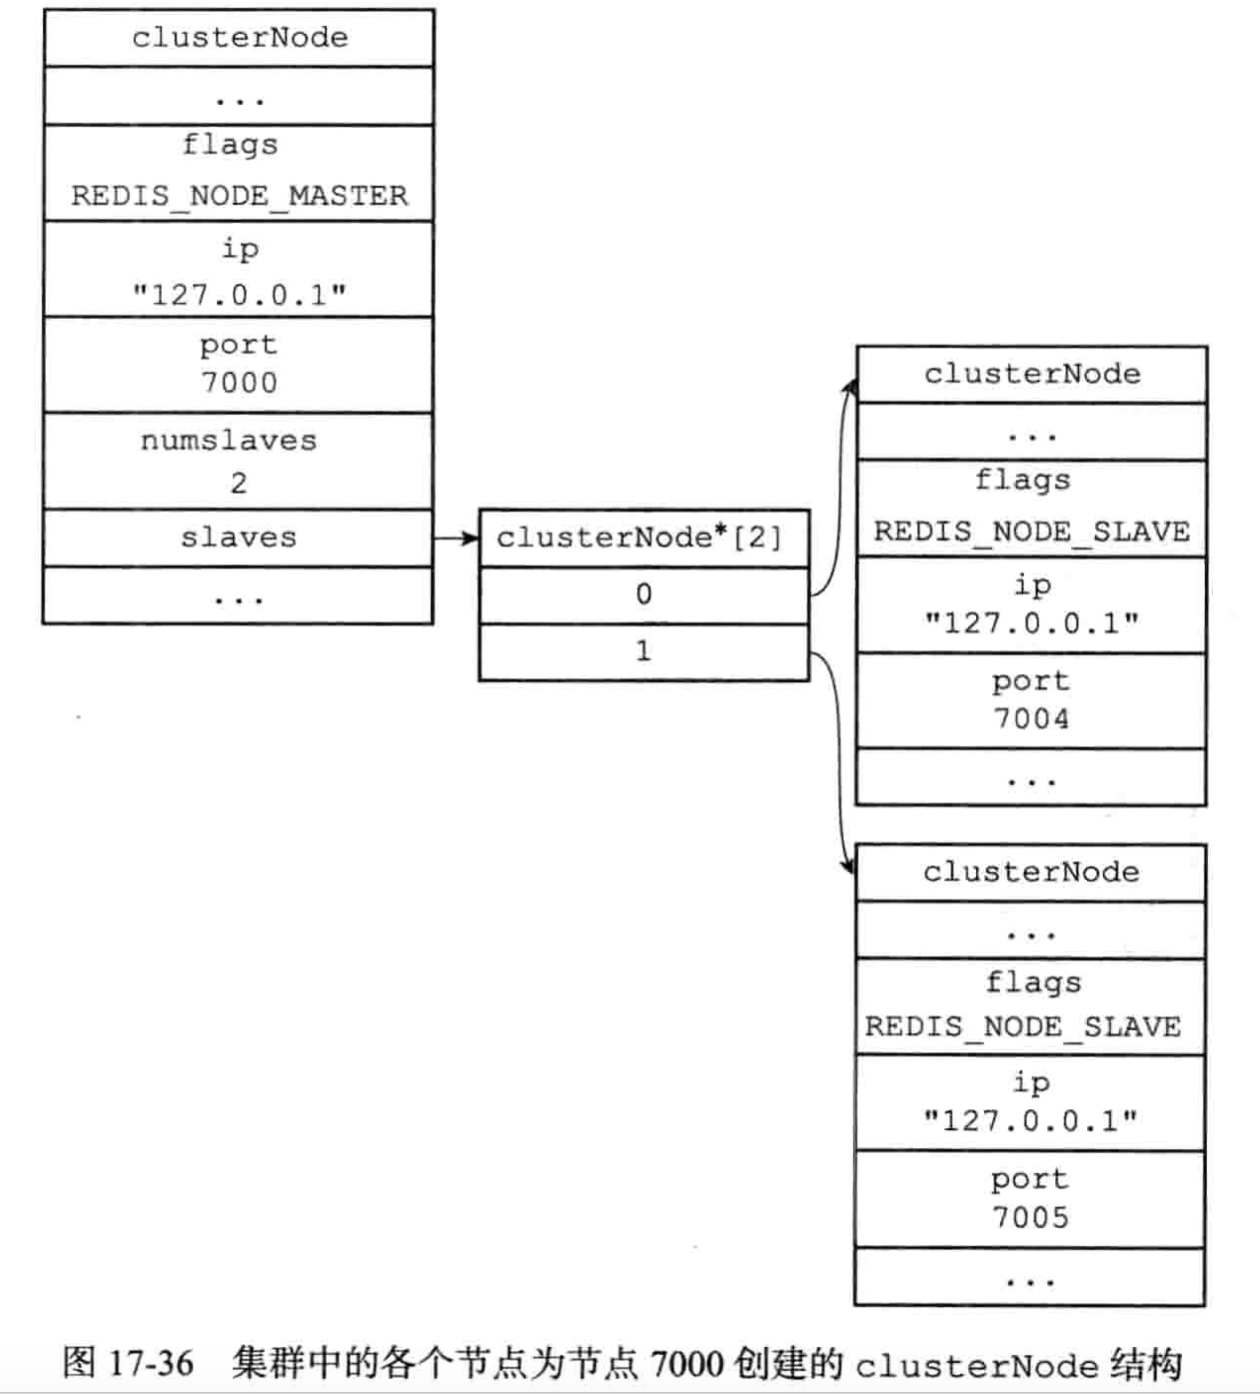 clusterNode
...
flags
REDIS_NODE_MASTER
ip
"127.0.0.1"
port
7000
numslaves
2
slaves
...
clusterNode*[2]
0
1
clusterNode
...
flags
REDIS_NODE_SLAVE
ip
"127.0.0.1"
port
7004
...
clusterNode
...
flags
REDIS_NODE_SLAVE
ip
"127.0.0.1"
port
7005
...
图 17-36 集群中的各个节点为节点 7000 创建的 clusterNode 结构